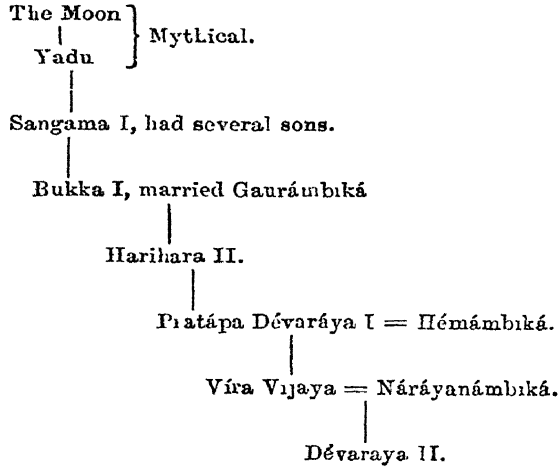 The Moon
Mythical.
Yadu
Sangama I, had several sons.
Bukka I, married Gaurámbiká
Harihara II.
Pratápa Dévaráya I = Hémámbiká.
Víra Vijaya = Náráyanámbiká.
Dévaraya II.